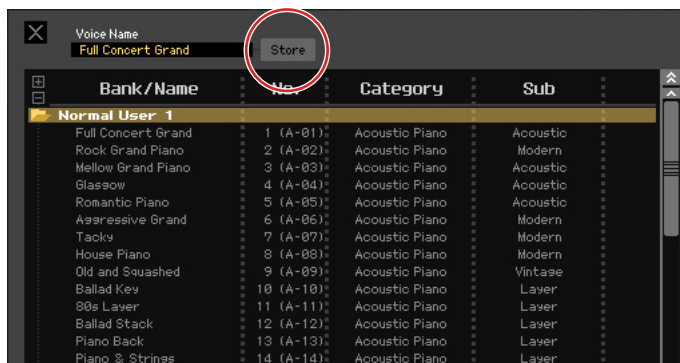 Voice Name
Full Concert Grand Store
Bank/Name Category Sub
Normal User 1
Full Concert Grand 1 (A-01) Acoustic Piano Acoustic
Rock Grand Piano 2 (A-02) Acoustic Piano Modern
Mellow Grand Piano 3 (A-03) Acoustic Piano Acoustic
Glasgow 4 (A-04) Acoustic Piano Acoustic
Romantic Piano 5 (A-05) Acoustic Piano Acoustic
Aggressive Grand 6 (A-06) Acoustic Piano Modern
Tacky 7 (A-07) Acoustic Piano Modern
House Piano 8 (A-08) Acoustic Piano Modern
Old and Squashed 9 (A-09) Acoustic Piano Vintage
Ballad Key 10 (A-10) Acoustic Piano Layer
80s Layer 11 (A-11) Acoustic Piano Layer
Ballad Stack 12 (A-12) Acoustic Piano Layer
Piano Back 13 (A-13) Acoustic Piano Layer
Piano & Strings 14 (A-14) Acoustic Piano Layer